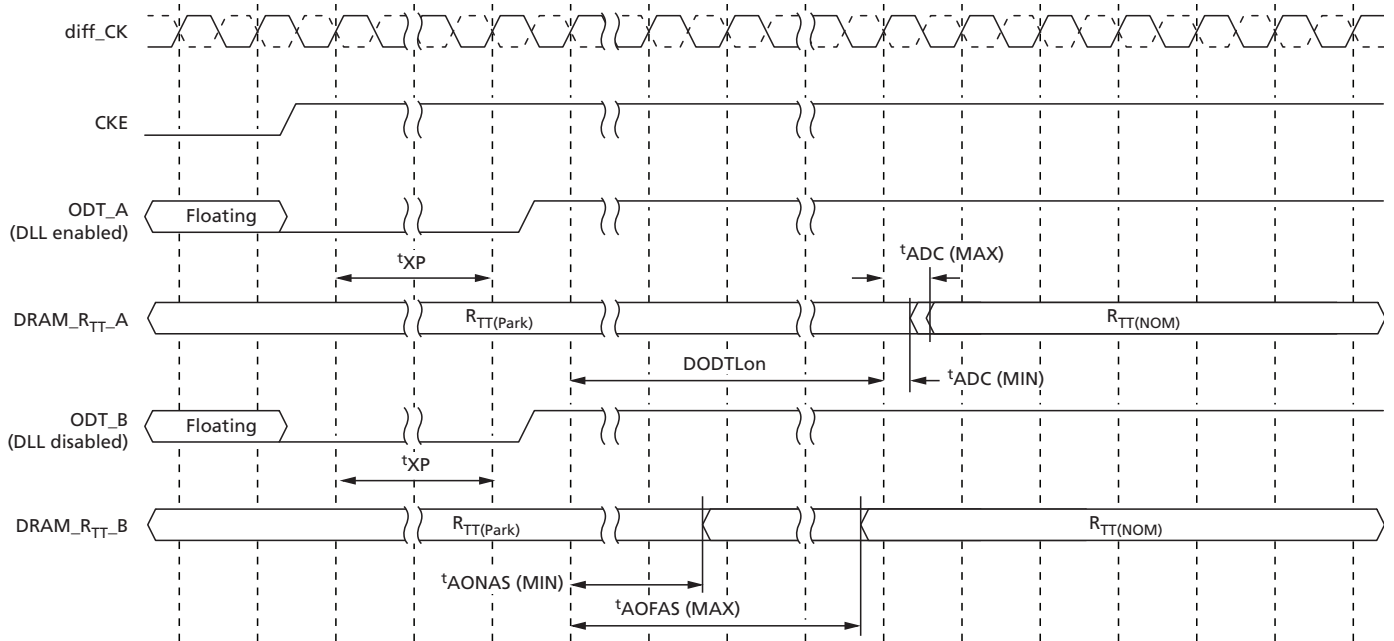 diff_CK
CKE
ODT_A
(DLL enabled)
Floating
tXP
tADC (MAX)
DRAM_RTT_A
RTT(Park)
RTT(NOM)
DODTLon
tADC (MIN)
ODT_B
(DLL disabled)
Floating
tXP
DRAM_RTT_B
RTT(Park)
RTT(NOM)
tAONAS (MIN)
tAOFAS (MAX)